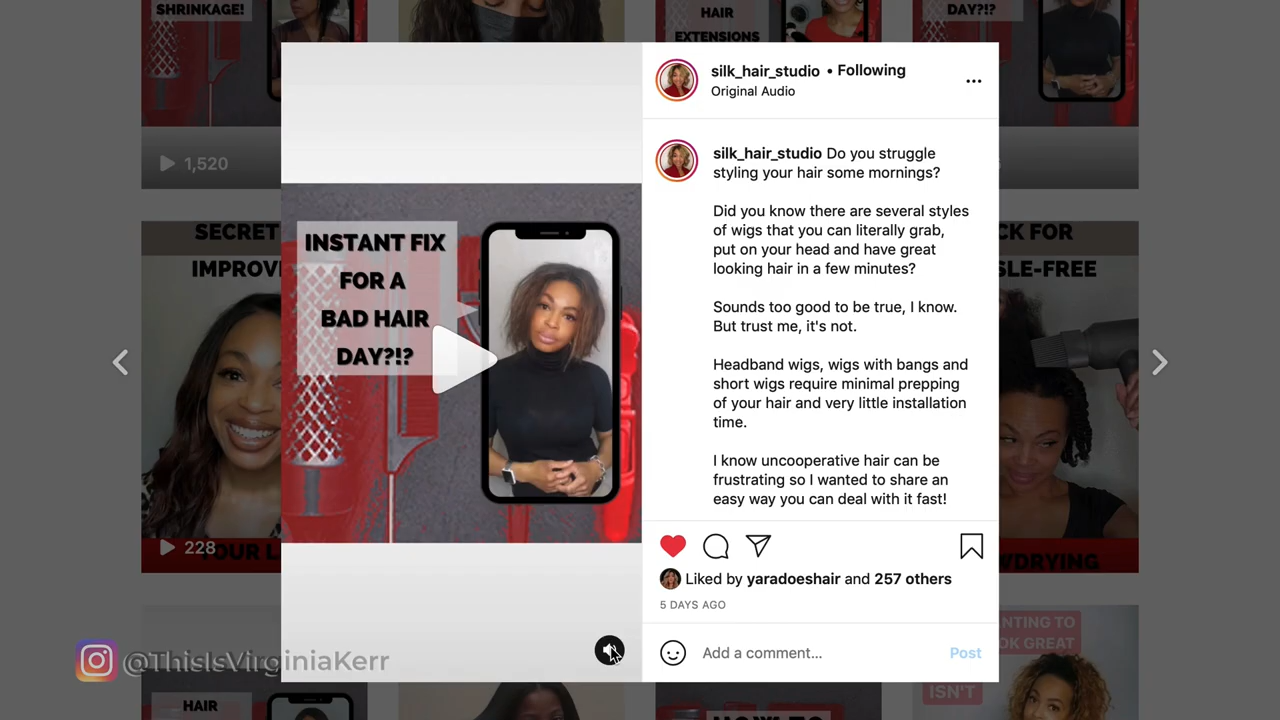 SHRINKAGE!
HAIR
EXTENSIONS
DAY?!?
1,520
SECRET
IMPROV
CK FOR
SLE-FREE
228
YOUR L
WDRYING
HAIR
HOW TO
NTING TO
OK GREAT
ISN'T
INSTANT FIX
FOR A
BAD HAIR
DAY?!?
silk_hair_studio • Following
Original Audio
silk_hair_studio Do you struggle
styling your hair some mornings?
Did you know there are several styles
of wigs that you can literally grab,
put on your head and have great
looking hair in a few minutes?
Sounds too good to be true, I know.
But trust me, it's not.
Headband wigs, wigs with bangs and
short wigs require minimal prepping
of your hair and very little installation
time.
I know uncooperative hair can be
frustrating so I wanted to share an
easy way you can deal with it fast!
Liked by yaradoeshair and 257 others
5 DAYS AGO
Add a comment... Post
@ThisIsVirginiaKerr